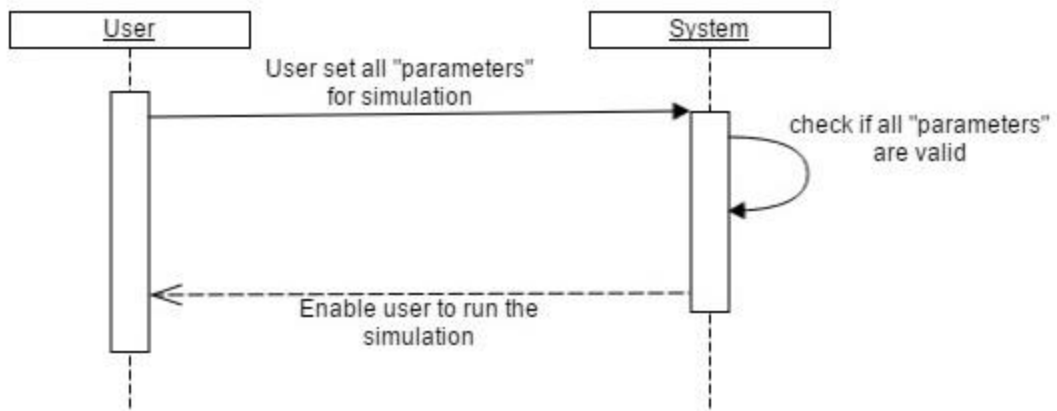 User
System
User set all "parameters"
for simulation
check if all "parameters"
are valid
Enable user to run the
simulation